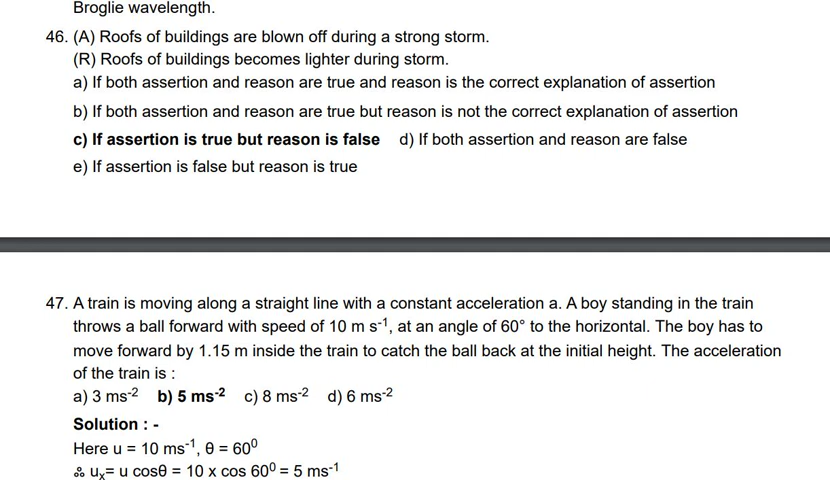 Broglie wavelength.
46. (A) Roofs of buildings are blown off during a strong storm.
(R) Roofs of buildings becomes lighter during storm.
a) If both assertion and reason are true and reason is the correct explanation of assertion
b) If both assertion and reason are true but reason is not the correct explanation of assertion
c) If assertion is true but reason is false d) If both assertion and reason are false
e) If assertion is false but reason is true
47. A train is moving along a straight line with a constant acceleration a. A boy standing in the train
throws a ball forward with speed of 10 m s⁻¹, at an angle of 60° to the horizontal. The boy has to
move forward by 1.15 m inside the train to catch the ball back at the initial height. The acceleration
of the train is :
a) 3 ms⁻² b) 5 ms⁻² c) 8 ms⁻² d) 6 ms⁻²
Solution : -
Here u = 10 ms⁻¹, θ = 60⁰
∴ uₓ= u cosθ = 10 x cos 60⁰ = 5 ms⁻¹